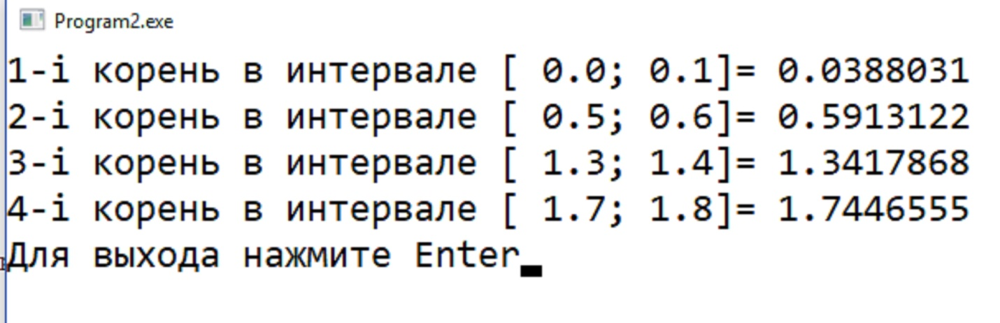 Program2.exe
1-i корень в интервале [ 0.0; 0.1]= 0.0388031
2-i корень в интервале [ 0.5; 0.6]= 0.5913122
3-i корень в интервале [ 1.3; 1.4]= 1.3417868
4-i корень в интервале [ 1.7; 1.8]= 1.7446555
Для выхода нажмите Enter